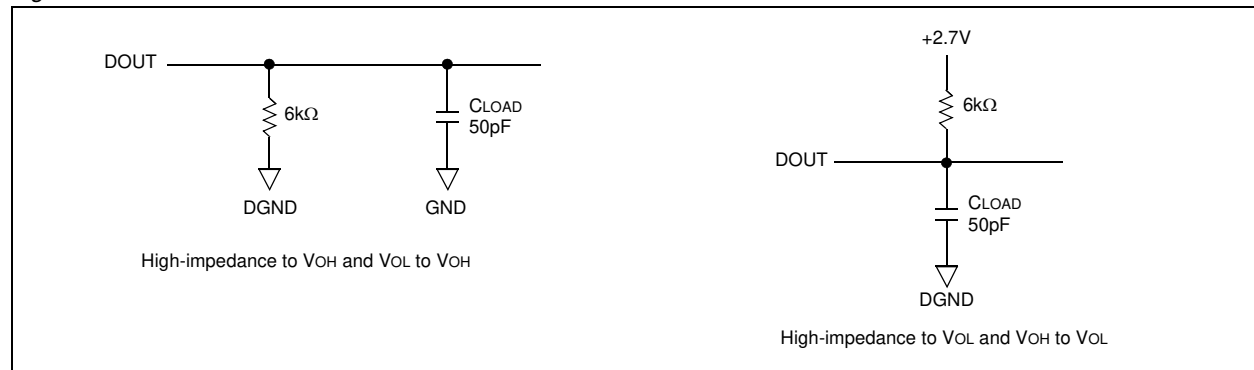 DOUT
6kΩ
CLOAD
50pF
DGND
GND
High-impedance to VOH and VOL to VOH
+2.7V
6kΩ
DOUT
CLOAD
50pF
DGND
High-impedance to VOL and VOH to VOL